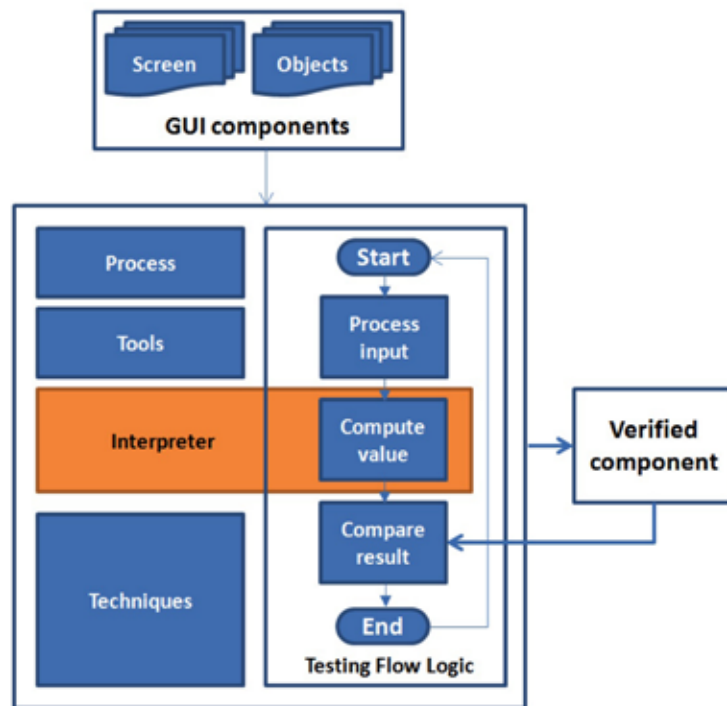 Screen
Objects
GUI components
Process
Tools
Interpreter
Techniques
Start
Process
input
Compute
value
Compare
result
End
Testing Flow Logic
Verified
component